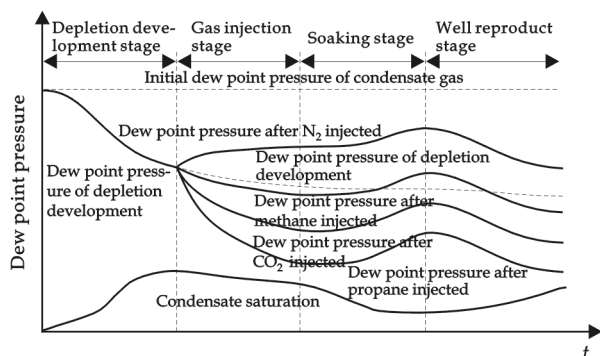 Depletion deve-
lopment stage
Gas injection
stage
Soaking stage
Well reproduct
stage
Initial dew point pressure of condensate gas
Dew point pressure
Dew point pressure after N₂ injected
Dew point press-
ure of depletion
development
Dew point pressure of depletion
development
Dew point pressure after
methane injected
Dew point pressure after
CO₂ injected
Dew point pressure after
propane injected
Condensate saturation
t